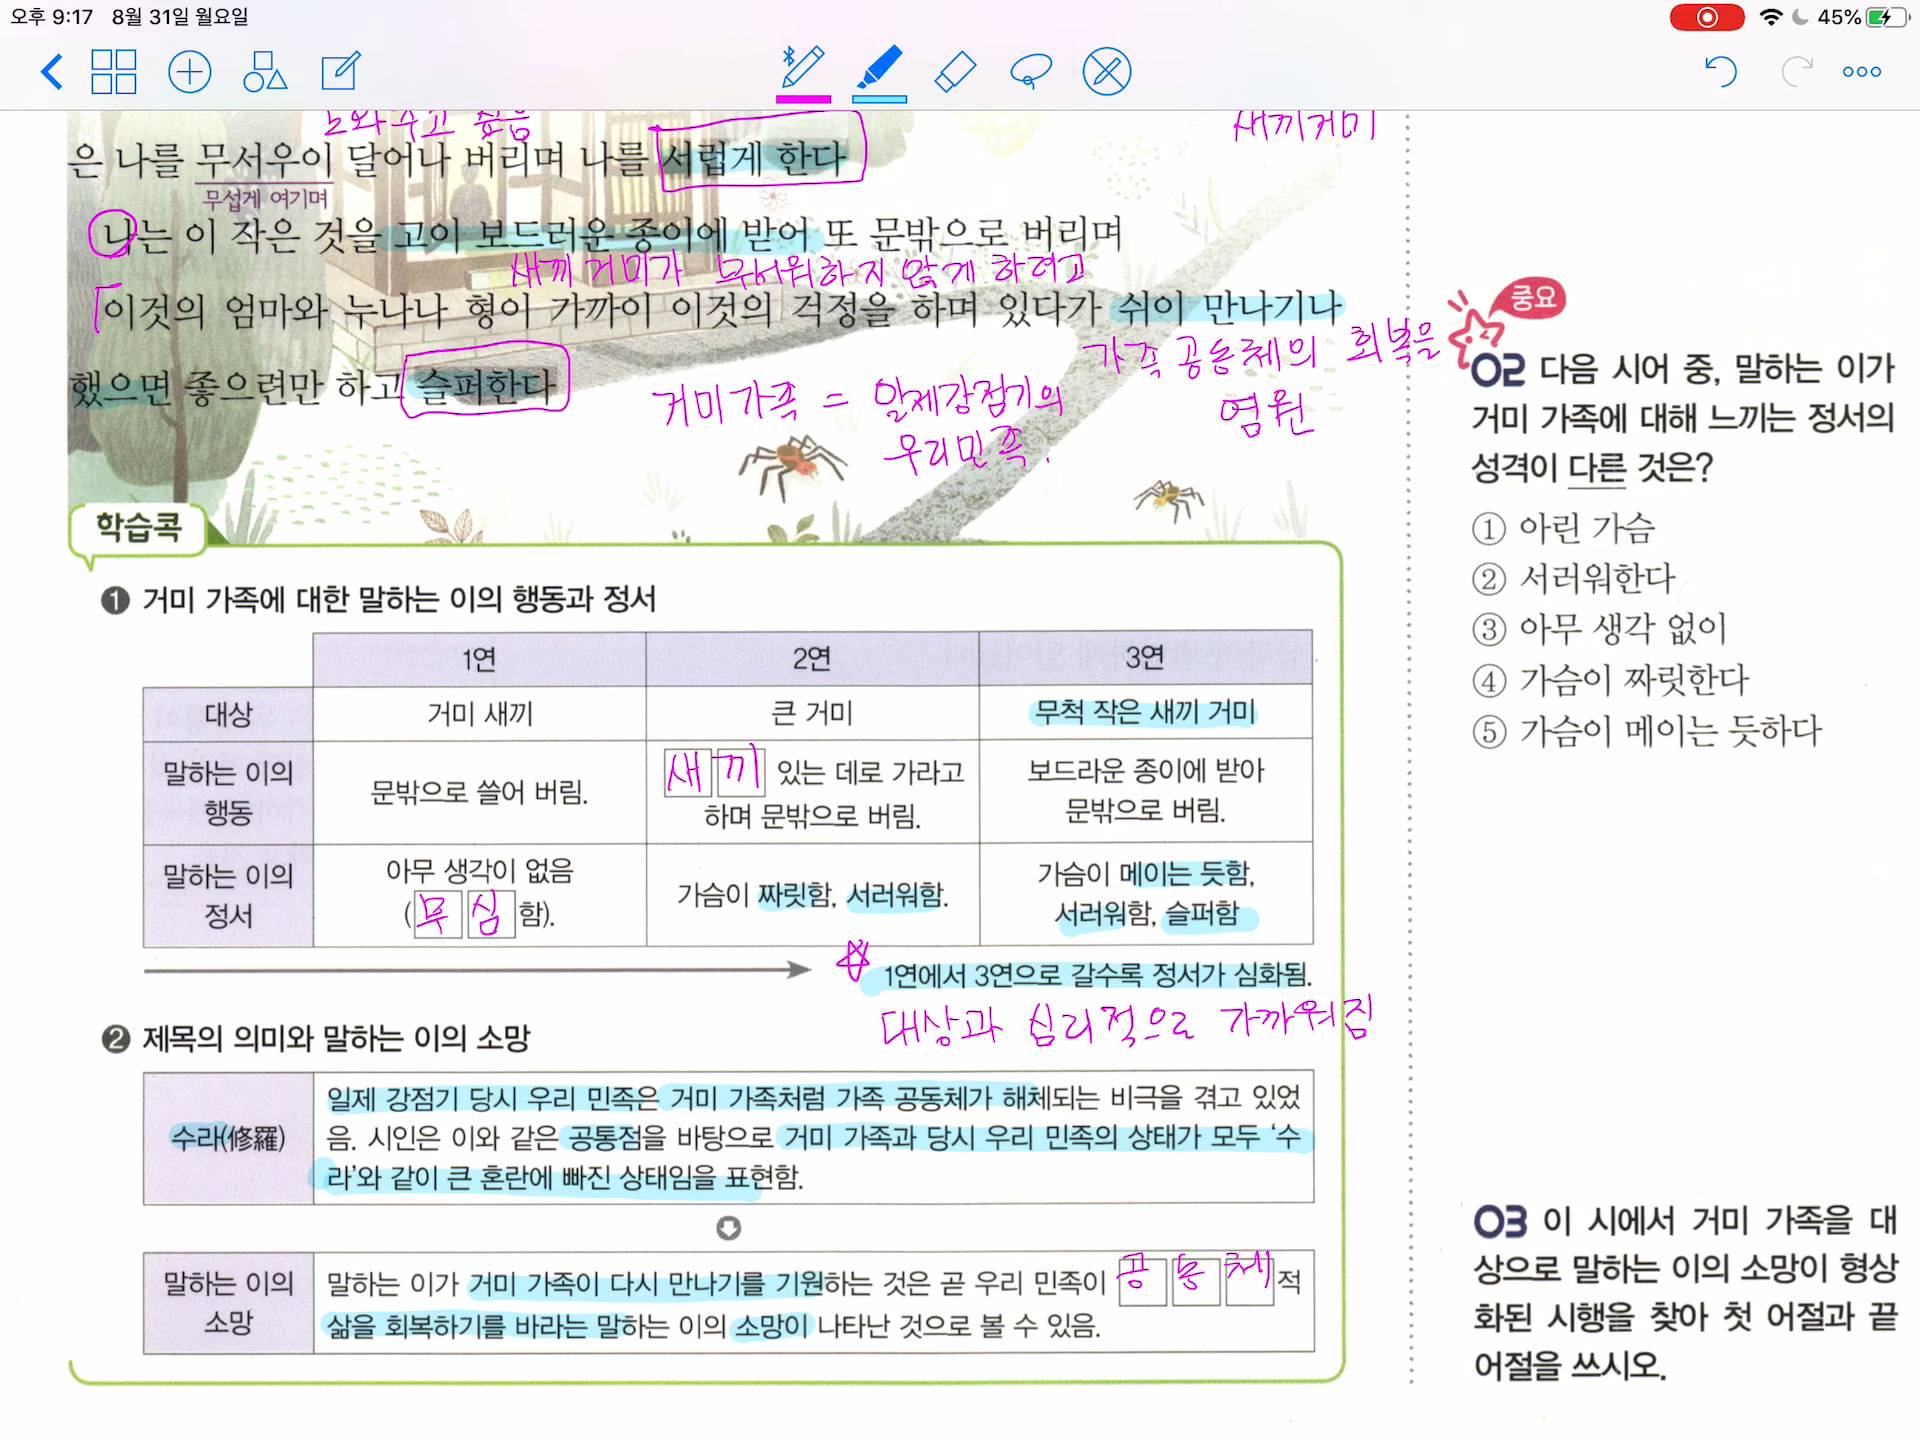 오후 9:17 8월 31일 월요일
45%
도와주고 싶음
새끼거미
은 나를 무서우이 달어나 버리며 나를 서럽게 한다
무섭게 여기며
나는 이 작은 것을 고이 보드러운 종이에 받어 또 문밖으로 버리며
새끼 거미가 무서워하지 않게 하려고
이것의 엄마와 누나나 형이 가까이 이것의 걱정을 하며 있다가 쉬이 만나기나
가족 공동체의 회복을
염원
했으면 좋으련만 하고 슬퍼한다
거미가족 = 일제강점기의
우리민족.
학습콕
1 거미 가족에 대한 말하는 이의 행동과 정서
1연 2연 3연
대상 거미 새끼 큰 거미 무척 작은 새끼 거미
말하는 이의 행동 문밖으로 쓸어 버림. 새끼 있는 데로 가라고 하며 문밖으로 버림. 보드라운 종이에 받아 문밖으로 버림.
말하는 이의 정서 아무 생각이 없음 (무심함). 가슴이 짜릿함, 서러워함. 가슴이 메이는 듯함, 서러워함, 슬퍼함
1연에서 3연으로 갈수록 정서가 심화됨.
대상과 심리적으로 가까워짐
2 제목의 의미와 말하는 이의 소망
수라(修羅)
일제 강점기 당시 우리 민족은 거미 가족처럼 가족 공동체가 해체되는 비극을 겪고 있었
음. 시인은 이와 같은 공통점을 바탕으로 거미 가족과 당시 우리 민족의 상태가 모두 ‘수
라’와 같이 큰 혼란에 빠진 상태임을 표현함.
말하는 이의 소망
말하는 이가 거미 가족이 다시 만나기를 기원하는 것은 곧 우리 민족이 공동체적
삶을 회복하기를 바라는 말하는 이의 소망이 나타난 것으로 볼 수 있음.
중요
02 다음 시어 중, 말하는 이가
거미 가족에 대해 느끼는 정서의
성격이 다른 것은?
① 아린 가슴
② 서러워한다
③ 아무 생각 없이
④ 가슴이 짜릿한다
⑤ 가슴이 메이는 듯하다
03 이 시에서 거미 가족을 대
상으로 말하는 이의 소망이 형상
화된 시행을 찾아 첫 어절과 끝
어절을 쓰시오.